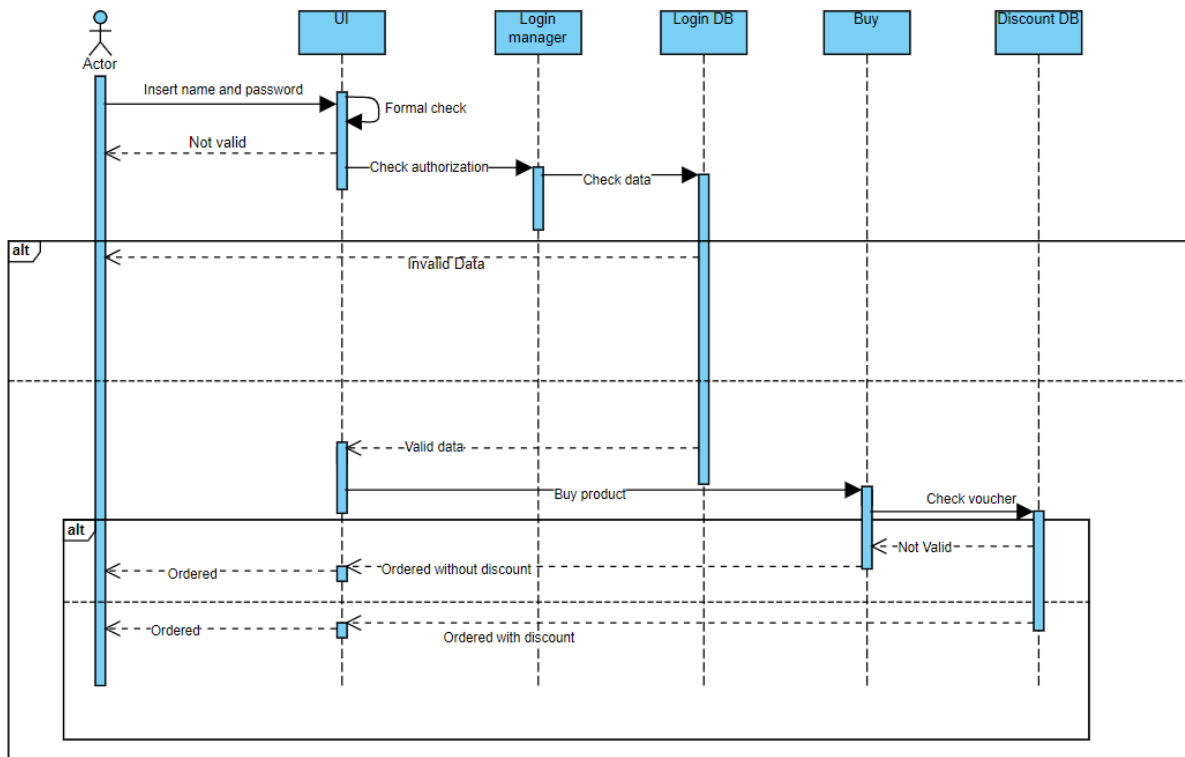 UI
Login
manager
Login DB
Buy
Discount DB
Actor
Insert name and password
Formal check
Not valid
Check authorization
Check data
alt
Invalid Data
Valid data
Buy product
Check voucher
alt
Not Valid
Ordered without discount
Ordered
Ordered
Ordered with discount